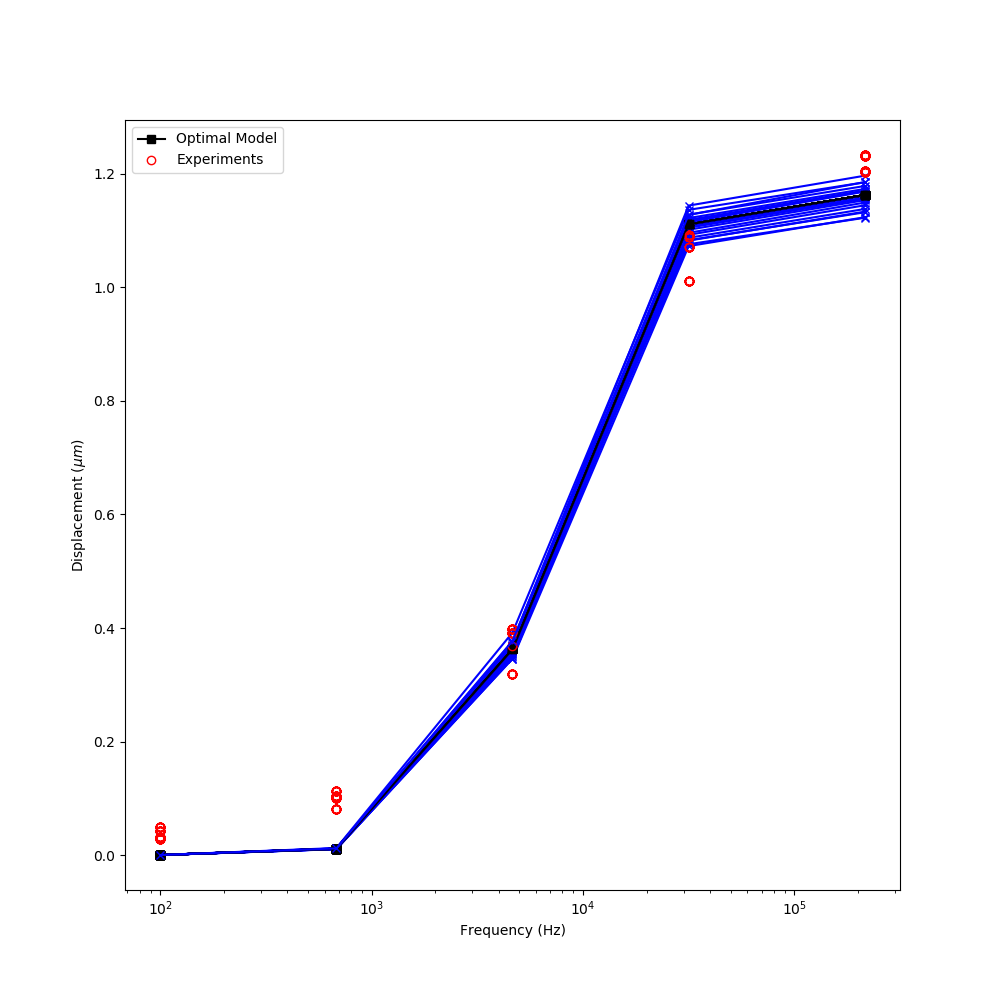 Optimal Model
Experiments
1.2
1.0
0.8
0.6
0.4
0.2
0.0
Displacement (μm)
10² 10³ 10⁴ 10⁵
Frequency (Hz)